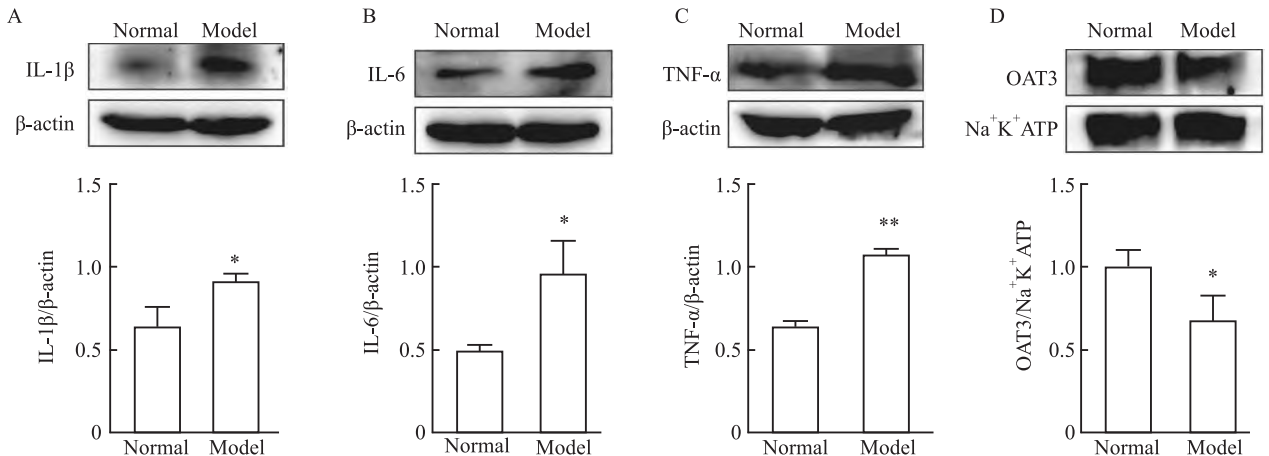 A
Normal Model
IL-1β
β-actin
1.5
1.0
0.5
0
IL-1β/β-actin
*
Normal Model
B
Normal Model
IL-6
β-actin
1.5
1.0
0.5
0
IL-6/β-actin
*
Normal Model
C
Normal Model
TNF-α
β-actin
1.5
1.0
0.5
0
TNF-α/β-actin
**
Normal Model
D
Normal Model
OAT3
Na⁺K⁺ATP
1.5
1.0
0.5
0
OAT3/Na⁺K⁺ATP
*
Normal Model